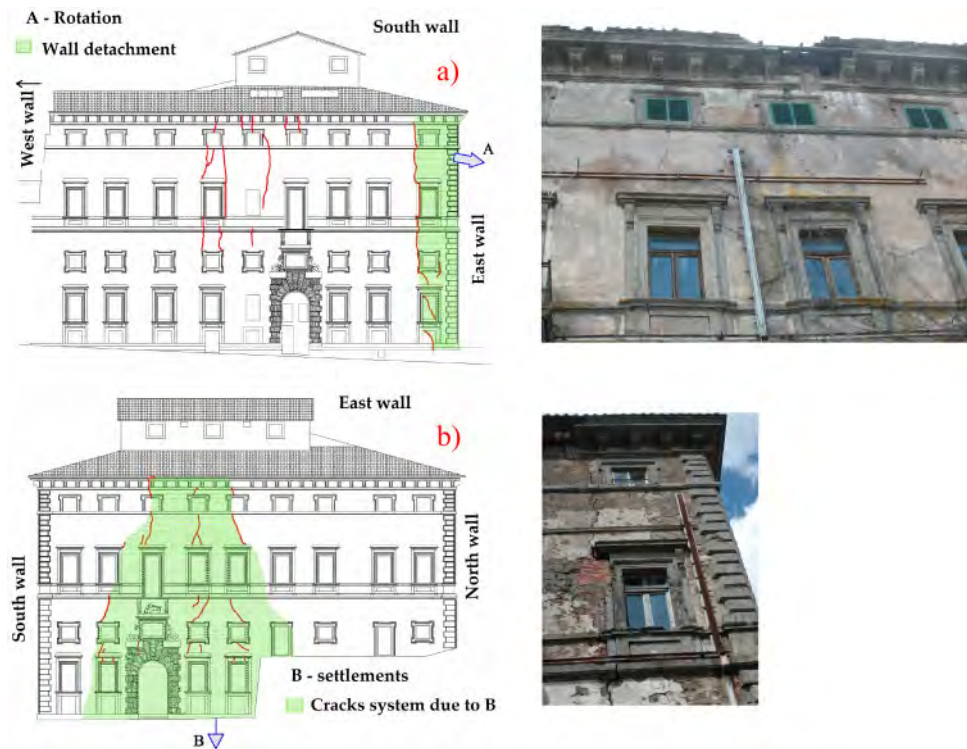 A - Rotation
Wall detachment
South wall
a)
West wall
A
East wall
East wall
b)
South wall
North wall
B - settlements
Cracks system due to B
B